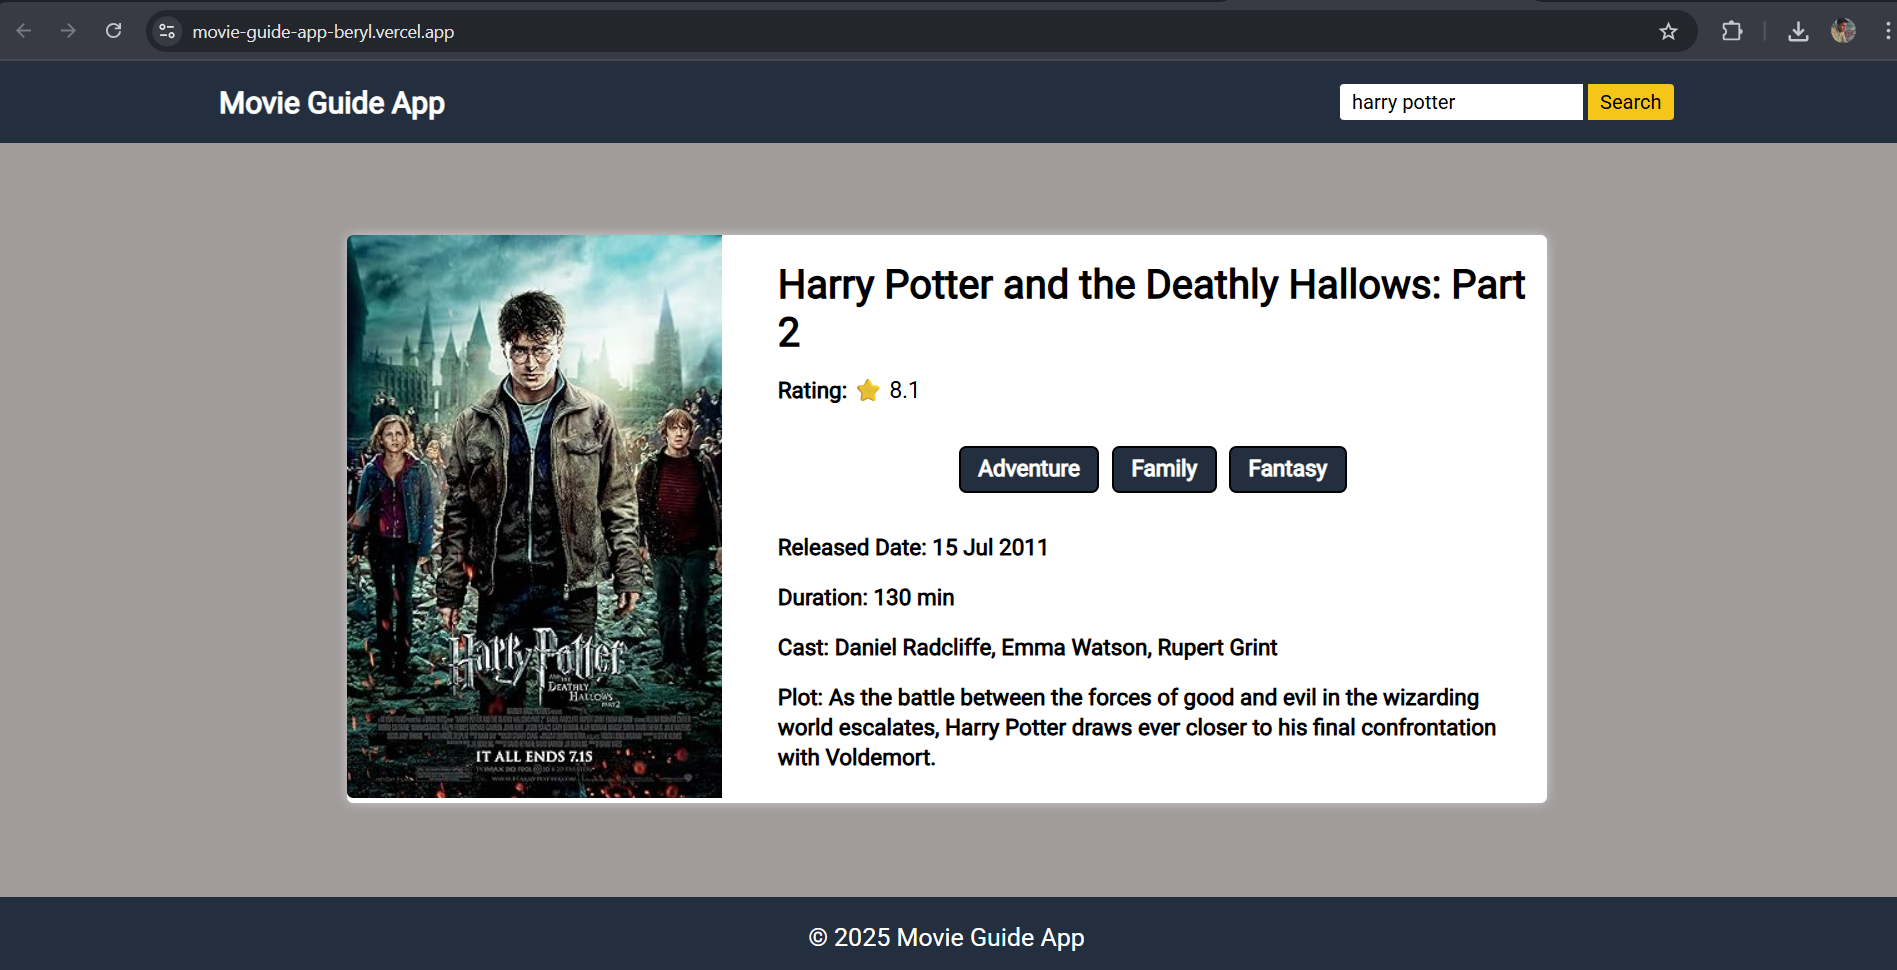 movie-guide-app-beryl.vercel.app
Movie Guide App
harry potter
Search
Harry Potter and the Deathly Hallows: Part
2
Rating: ⭐ 8.1
Adventure Family Fantasy
Released Date: 15 Jul 2011
Duration: 130 min
Cast: Daniel Radcliffe, Emma Watson, Rupert Grint
Plot: As the battle between the forces of good and evil in the wizarding
world escalates, Harry Potter draws ever closer to his final confrontation
with Voldemort.
Harry Potter
AND THE
DEATHLY
HALLOWS
PART 2
IT ALL ENDS 7.15
© 2025 Movie Guide App